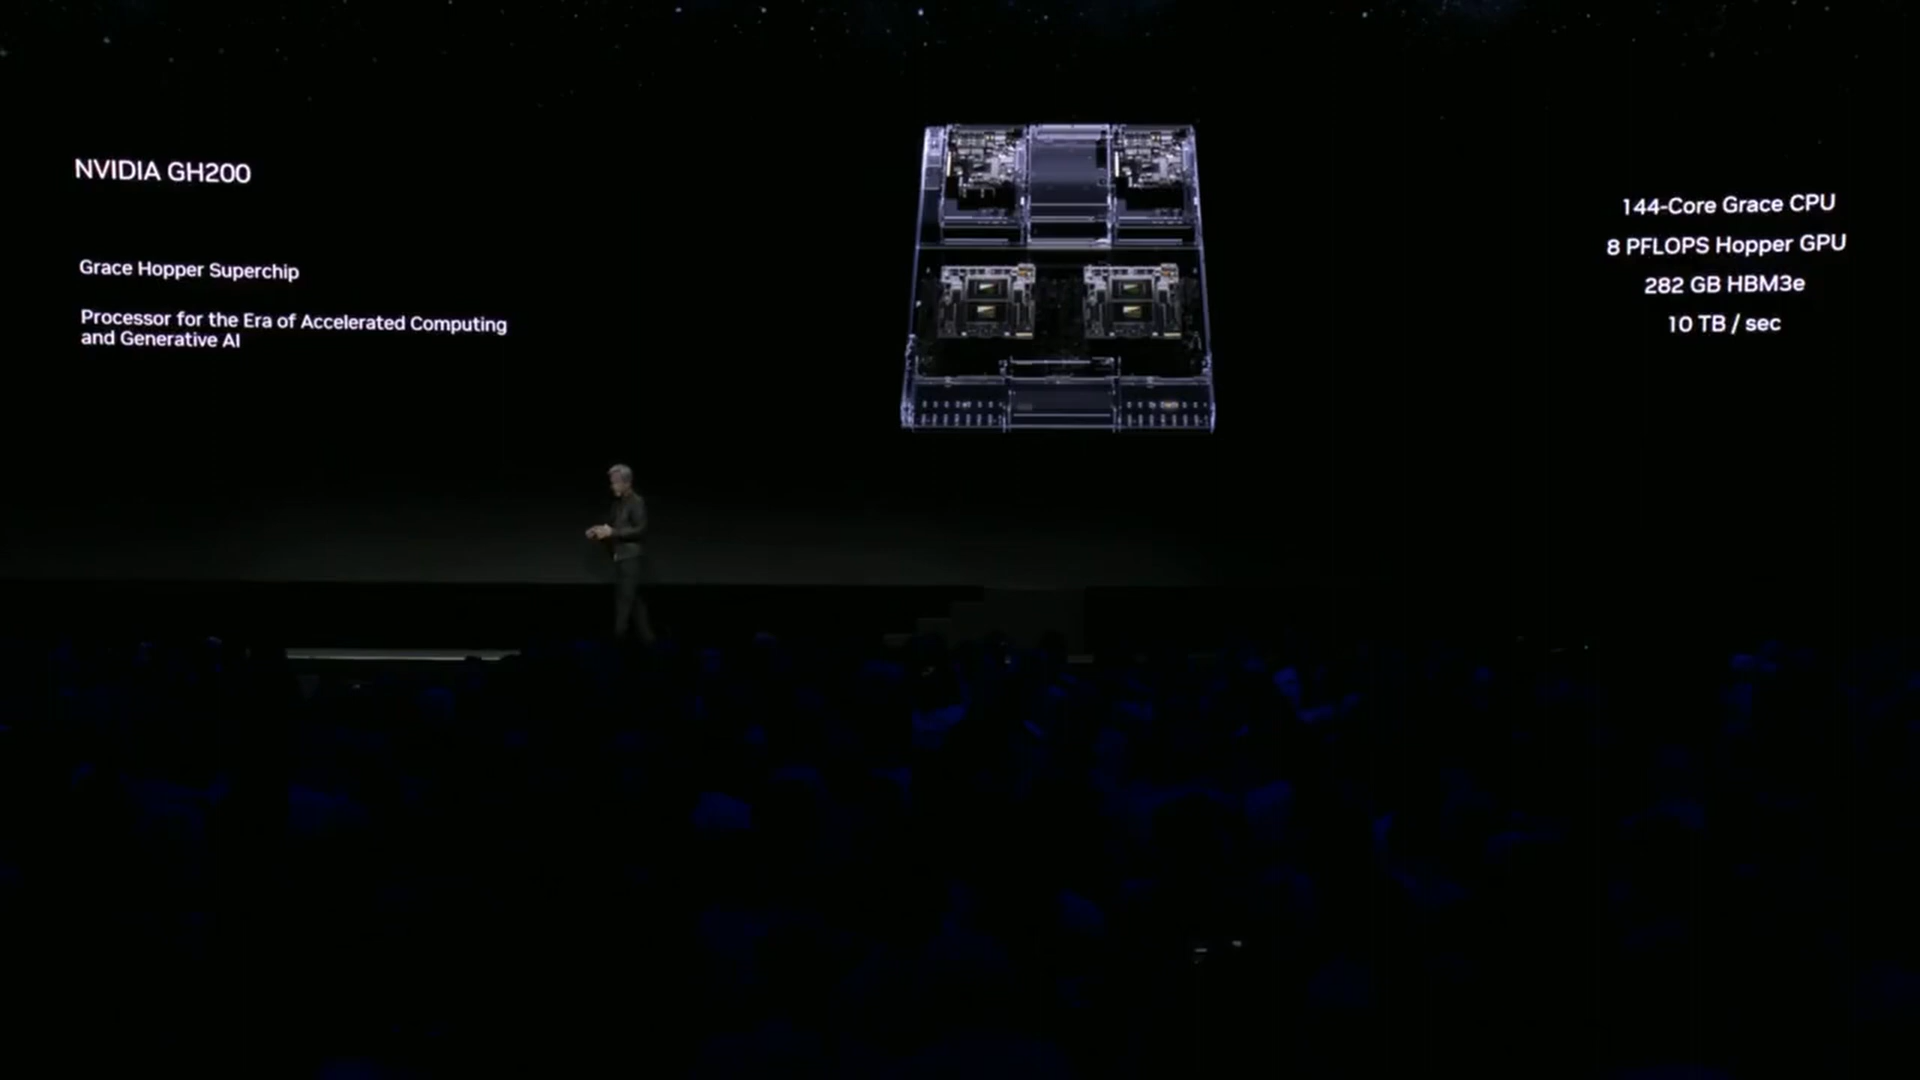 NVIDIA GH200
Grace Hopper Superchip
Processor for the Era of Accelerated Computing
and Generative AI
144-Core Grace CPU
8 PFLOPS Hopper GPU
282 GB HBM3e
10 TB / sec